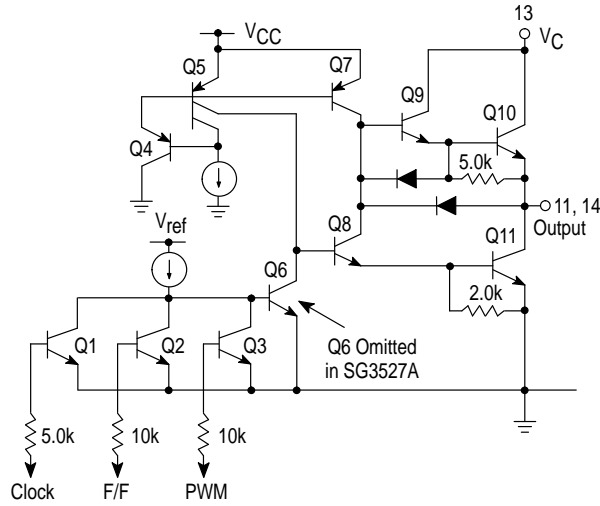 13
VCC
VC
Q5
Q7
Q9
Q10
Q4
5.0k
11, 14
Output
Vref
Q8
Q11
Q6
2.0k
Q1
Q2
Q3
Q6 Omitted
in SG3527A
5.0k
10k
10k
Clock
F/F
PWM